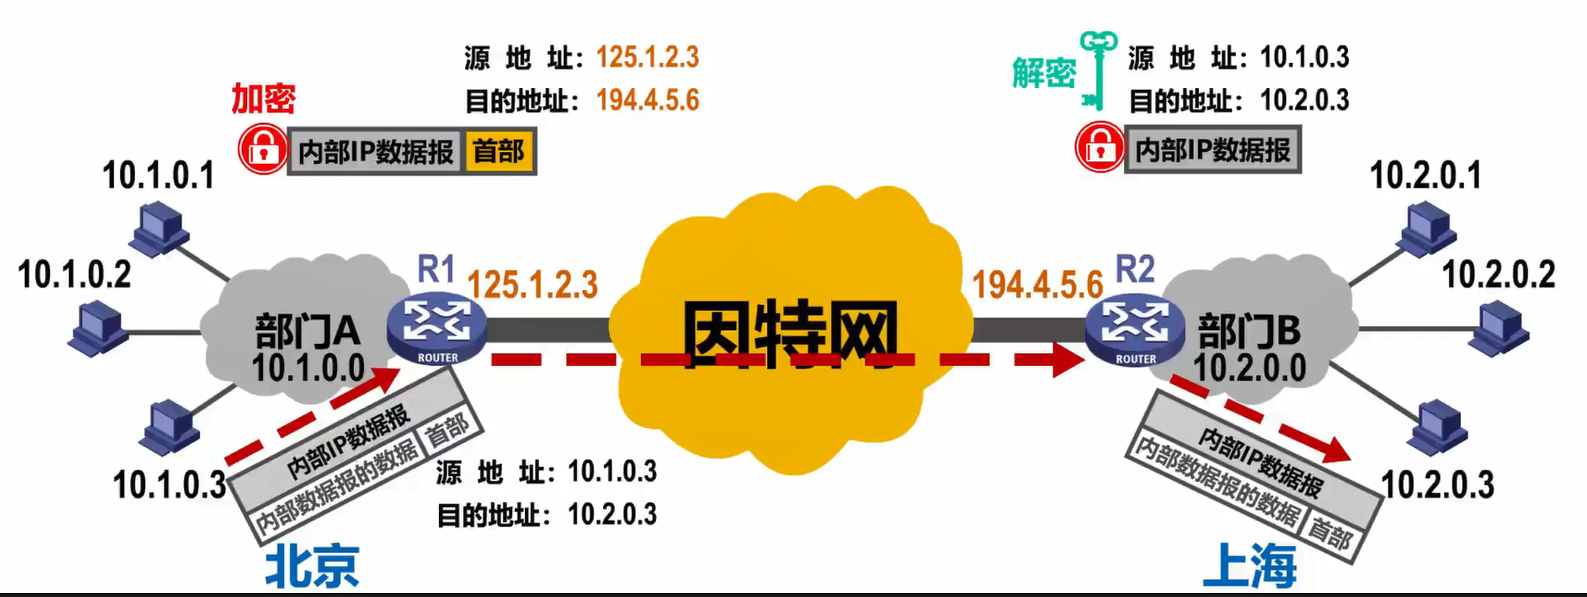 源 地 址：125.1.2.3
目的地址：194.4.5.6
加密
内部IP数据报 首部
解密
源 地 址：10.1.0.3
目的地址：10.2.0.3
内部IP数据报
10.1.0.1
10.1.0.2
10.1.0.3
部门A
10.1.0.0
R1
ROUTER
125.1.2.3
因特网
194.4.5.6
R2
ROUTER
部门B
10.2.0.0
10.2.0.1
10.2.0.2
10.2.0.3
内部IP数据报
内部数据报的数据 首部
源 地 址：10.1.0.3
目的地址：10.2.0.3
内部IP数据报
内部数据报的数据 首部
北京
上海